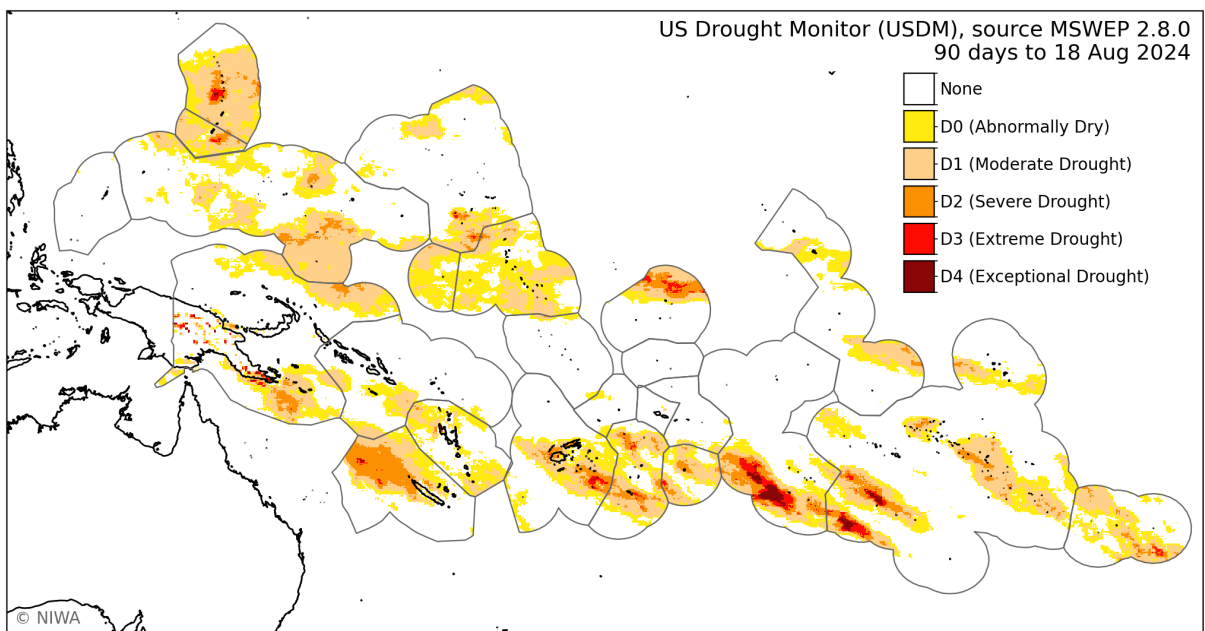 US Drought Monitor (USDM), source MSWEP 2.8.0
90 days to 18 Aug 2024
None
D0 (Abnormally Dry)
D1 (Moderate Drought)
D2 (Severe Drought)
D3 (Extreme Drought)
D4 (Exceptional Drought)
© NIWA